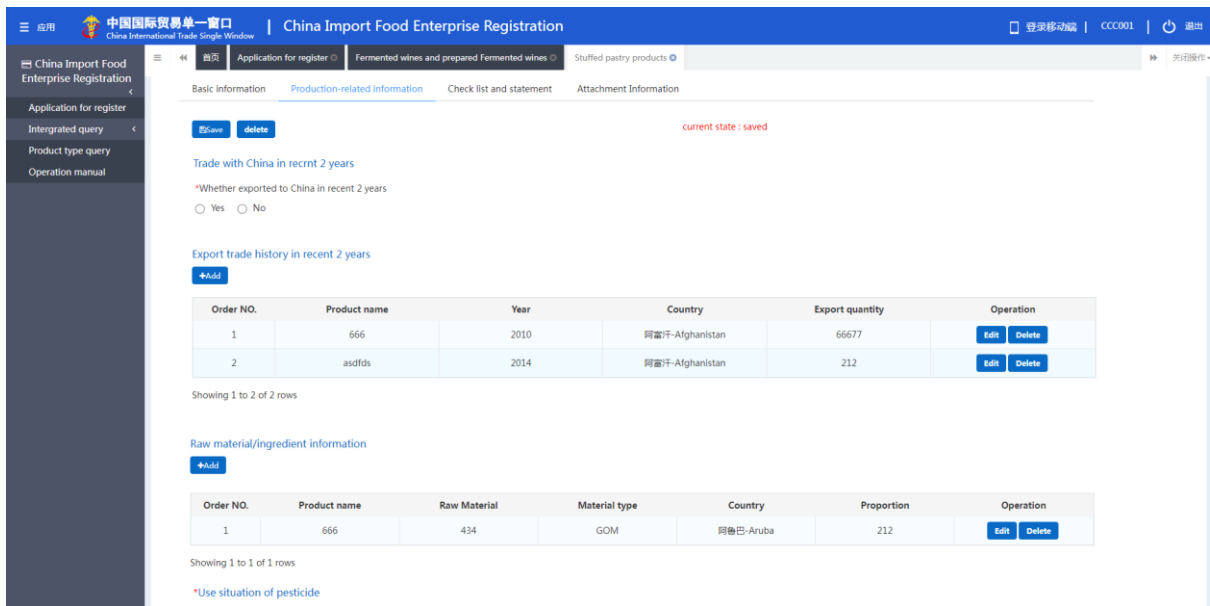 应用
中国国际贸易单一窗口
China International Trade Single Window
China Import Food Enterprise Registration
登录移动端
CCC001
退出
China Import Food
Enterprise Registration
Application for register
Intergrated query
Product type query
Operation manual
首页
Application for register
Fermented wines and prepared Fermented wines
Stuffed pastry products
关闭操作
Basic information
Production-related information
Check list and statement
Attachment Information
Save
delete
current state : saved
Trade with China in recrnt 2 years
*Whether exported to China in recent 2 years
Yes No
Export trade history in recent 2 years
+Add
Order NO. Product name Year Country Export quantity Operation
1 666 2010 阿富汗-Afghanistan 66677 Edit Delete
2 asdfds 2014 阿富汗-Afghanistan 212 Edit Delete
Showing 1 to 2 of 2 rows
Raw material/ingredient information
+Add
Order NO. Product name Raw Material Material type Country Proportion Operation
1 666 434 GOM 阿鲁巴-Aruba 212 Edit Delete
Showing 1 to 1 of 1 rows
*Use situation of pesticide